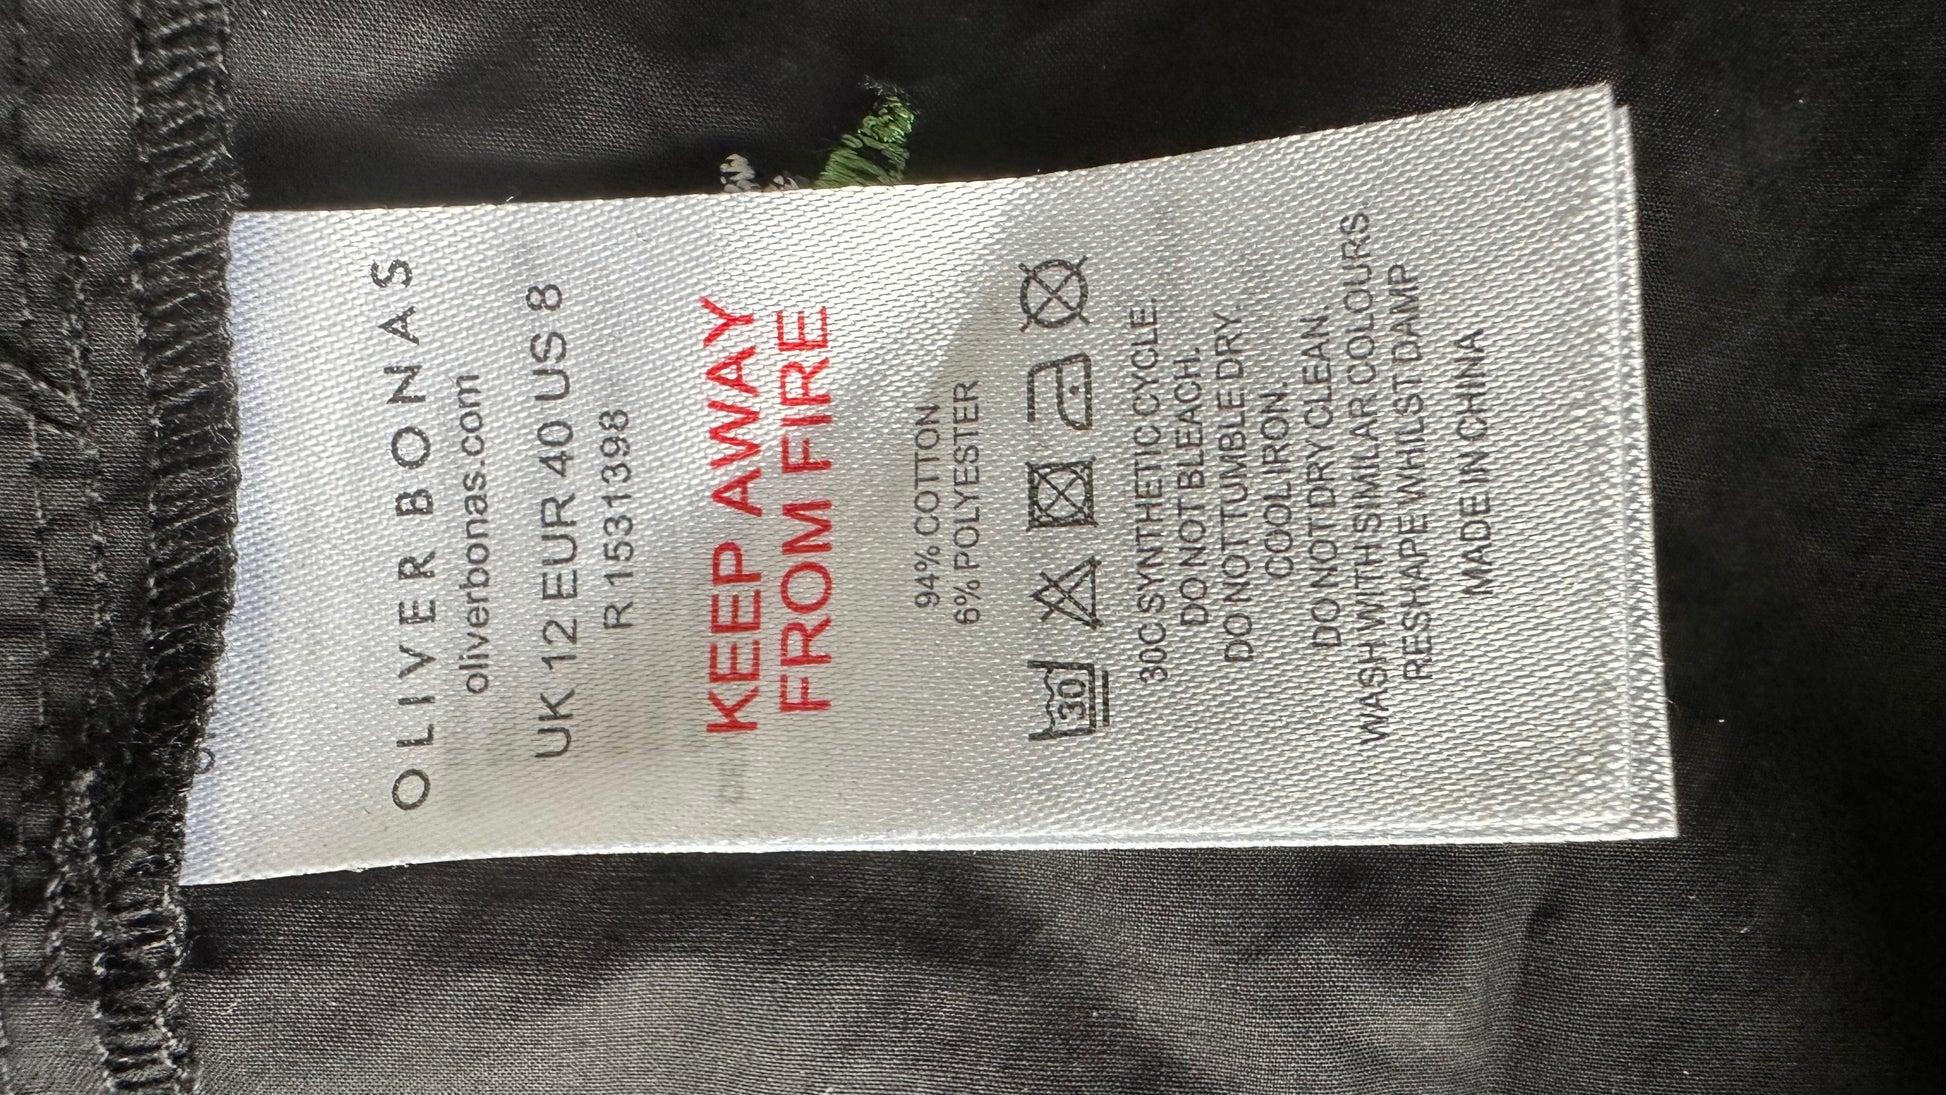 OLIVER BONAS
oliverbonas.com
UK 12 EUR 40 US 8
R 1531398
KEEP AWAY
FROM FIRE
94% COTTON
6% POLYESTER
30
30C SYNTHETIC CYCLE.
DO NOT BLEACH.
DO NOT TUMBLE DRY.
COOL IRON.
DO NOT DRY CLEAN
WASH WITH SIMILAR COLOURS.
RESHAPE WHILST DAMP
MADE IN CHINA